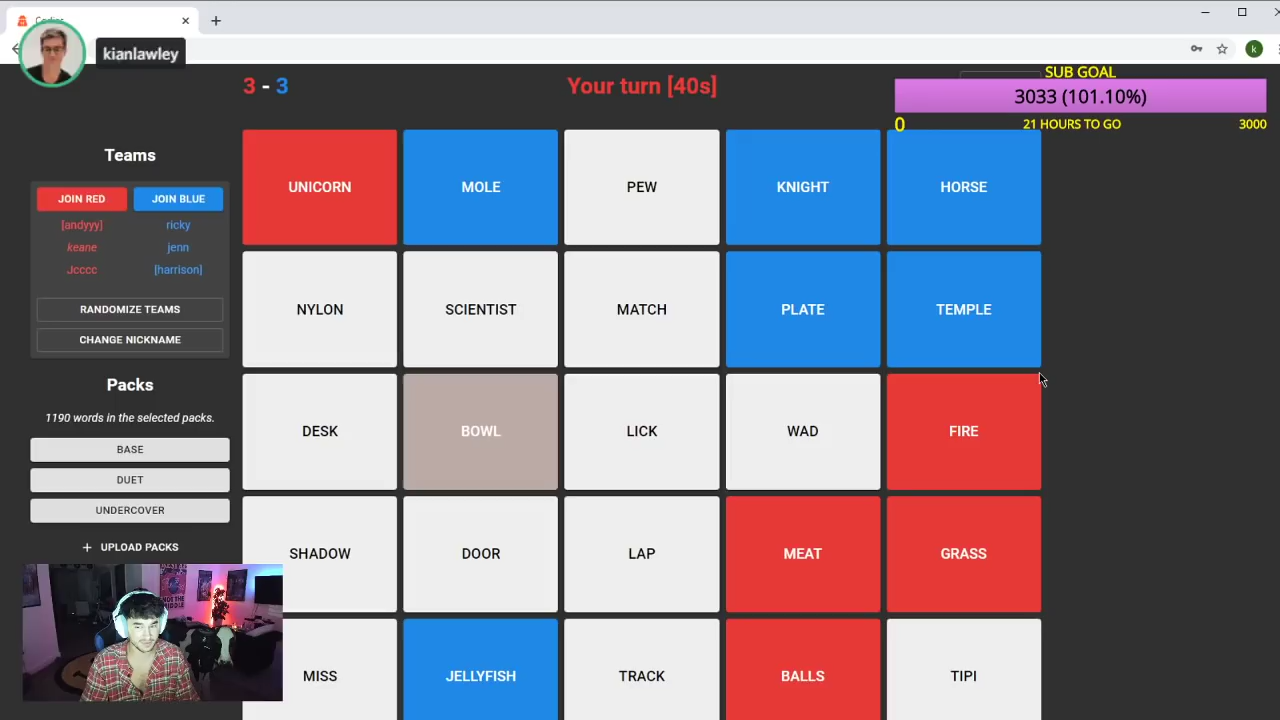 kianlawley
3 - 3
Your turn [40s]
SUB GOAL
3033 (101.10%)
0
21 HOURS TO GO
3000
Teams
JOIN RED
JOIN BLUE
[andyyy]
ricky
keane
jenn
Jcccc
[harrison]
RANDOMIZE TEAMS
CHANGE NICKNAME
Packs
1190 words in the selected packs.
BASE
DUET
UNDERCOVER
+ UPLOAD PACKS
UNICORN
MOLE
PEW
KNIGHT
HORSE
NYLON
SCIENTIST
MATCH
PLATE
TEMPLE
DESK
BOWL
LICK
WAD
FIRE
SHADOW
DOOR
LAP
MEAT
GRASS
MISS
JELLYFISH
TRACK
BALLS
TIPI
k